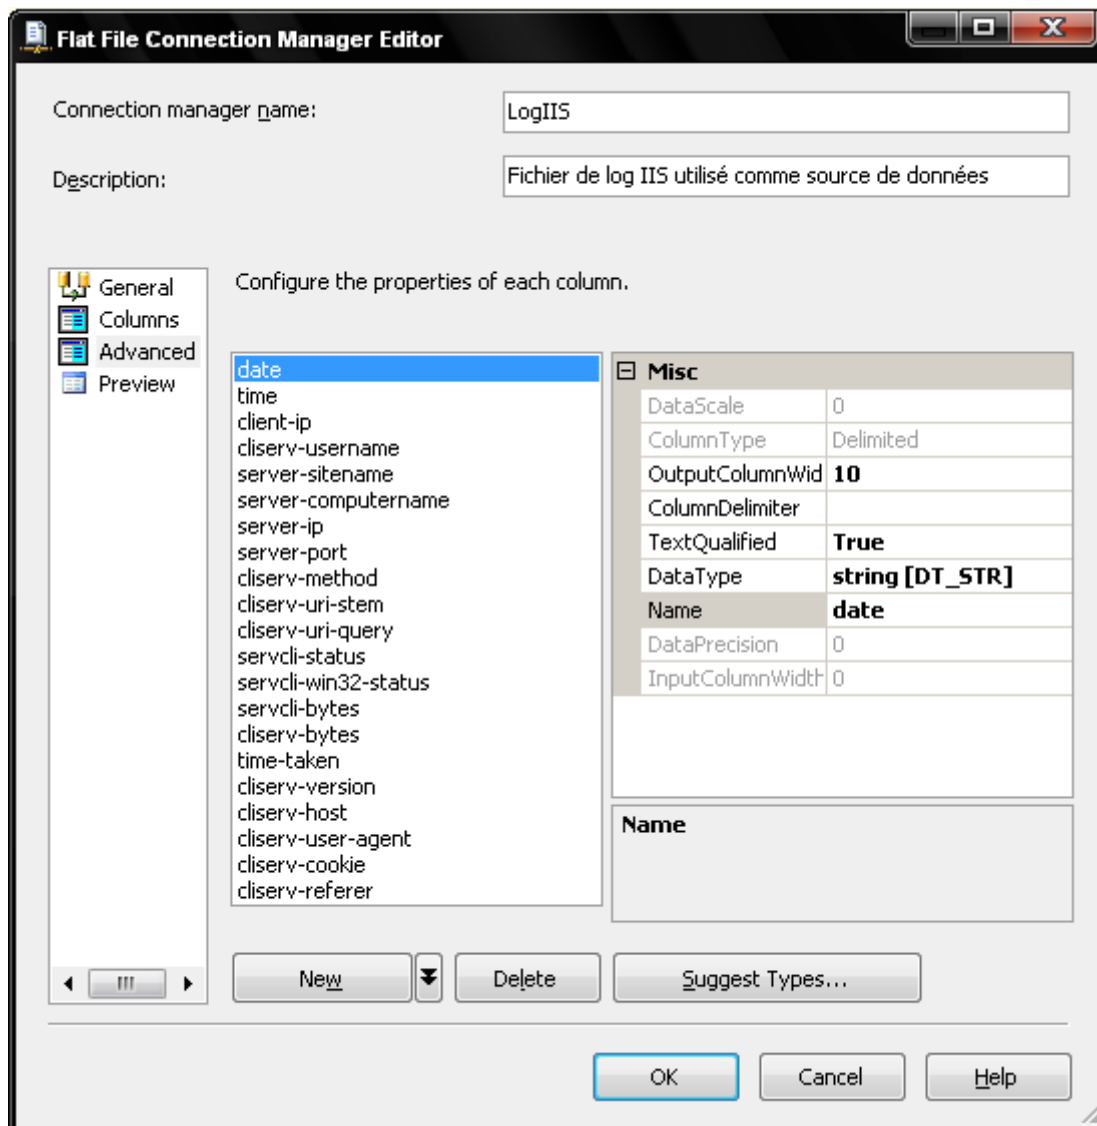 Flat File Connection Manager Editor
Connection manager name:
LogIIS
Description:
Fichier de log IIS utilisé comme source de données
General
Columns
Advanced
Preview
Configure the properties of each column.
date
time
client-ip
cliserv-username
server-sitename
server-computername
server-ip
server-port
cliserv-method
cliserv-uri-stem
cliserv-uri-query
servcli-status
servcli-win32-status
servcli-bytes
cliserv-bytes
time-taken
cliserv-version
cliserv-host
cliserv-user-agent
cliserv-cookie
cliserv-referer
Misc
DataScale 0
ColumnType Delimited
OutputColumnWid 10
ColumnDelimiter
TextQualified True
DataType string [DT_STR]
Name date
DataPrecision 0
InputColumnWidth 0
Name
New
Delete
Suggest Types...
OK
Cancel
Help